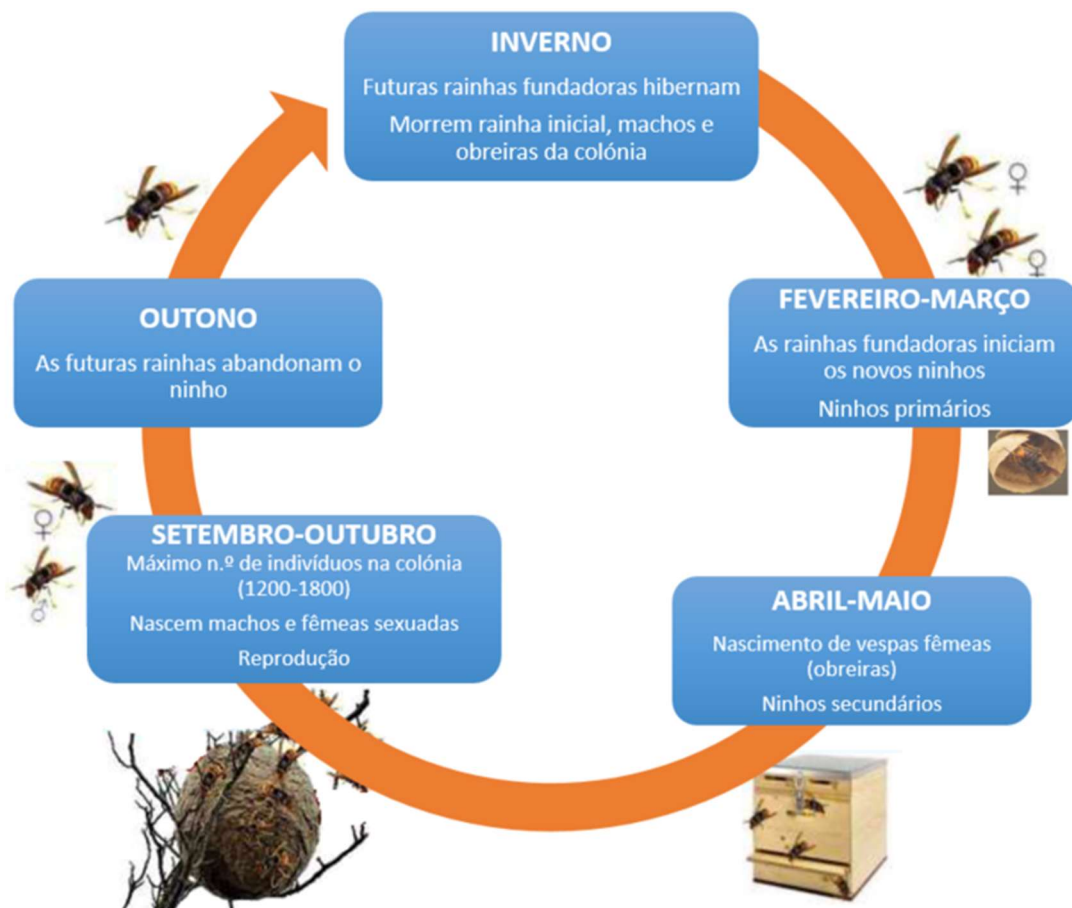 INVERNO
Futuras rainhas fundadoras hibernam
Morrem rainha inicial, machos e
obreiras da colónia
FEVEREIRO-MARÇO
As rainhas fundadoras iniciam
os novos ninhos
Ninhos primários
ABRIL-MAIO
Nascimento de vespas fêmeas
(obreiras)
Ninhos secundários
SETEMBRO-OUTUBRO
Máximo n.º de indivíduos na colónia
(1200-1800)
Nascem machos e fêmeas sexuadas
Reprodução
OUTONO
As futuras rainhas abandonam o
ninho